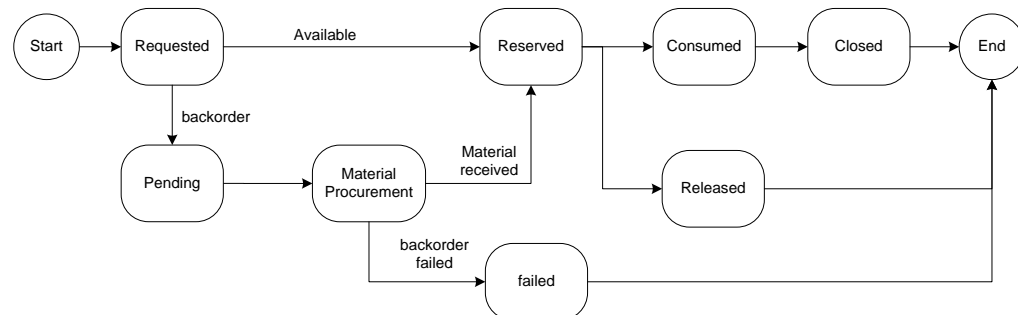 Start
Requested
Available
Reserved
Consumed
Closed
End
backorder
Pending
Material
Procurement
Material
received
Released
backorder
failed
failed